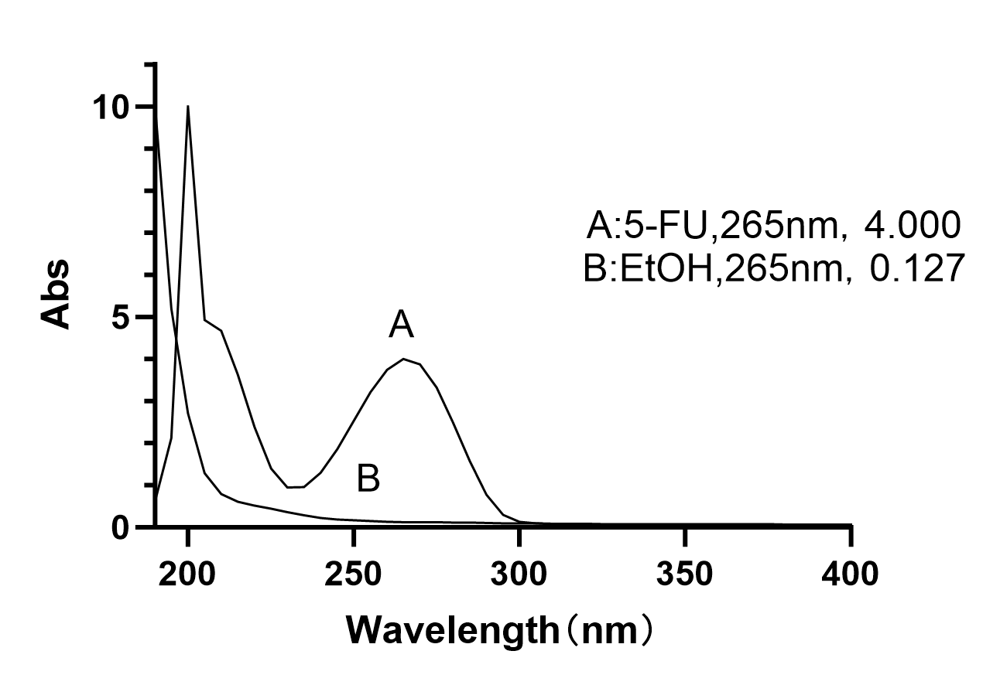 10
5
0
Abs
A:5-FU,265nm, 4.000
B:EtOH,265nm, 0.127
A
B
200 250 300 350 400
Wavelength（nm）